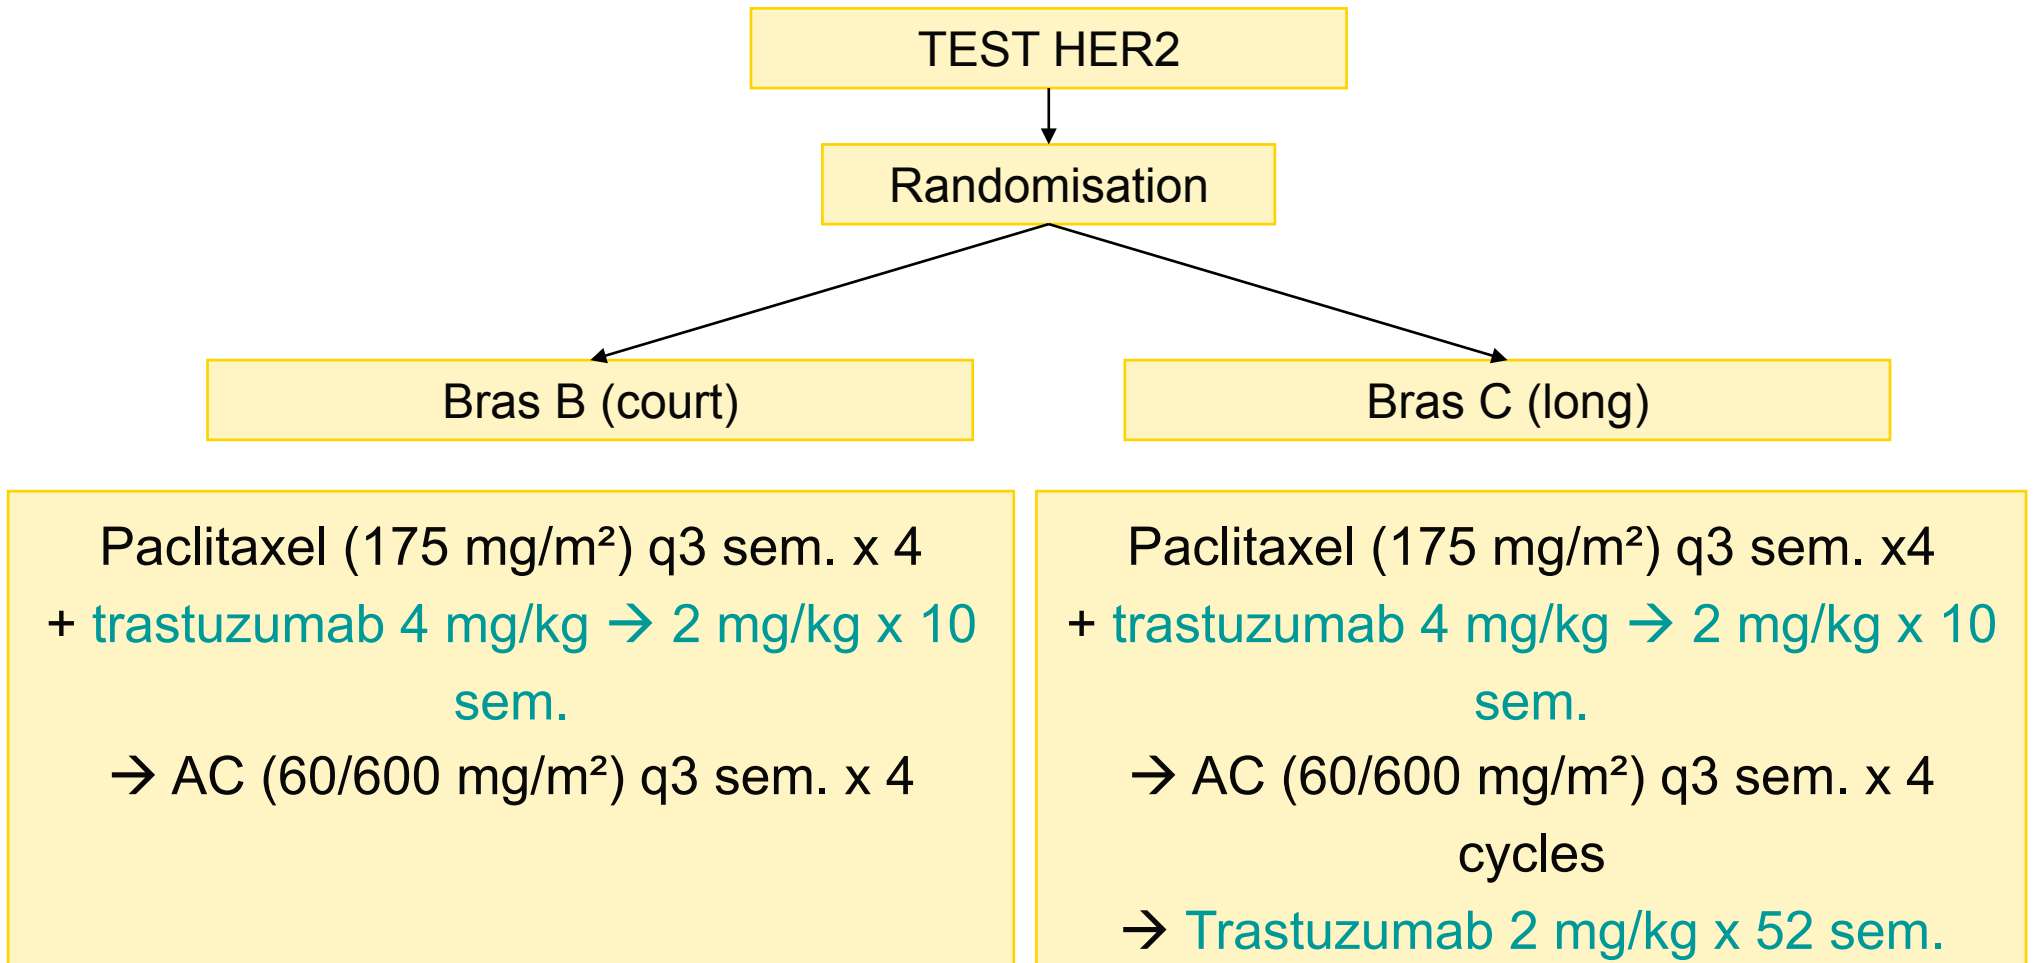 TEST HER2
Randomisation
Bras B (court)
Bras C (long)
Paclitaxel (175 mg/m²) q3 sem. x 4
+ trastuzumab 4 mg/kg → 2 mg/kg x 10
sem.
→ AC (60/600 mg/m²) q3 sem. x 4
Paclitaxel (175 mg/m²) q3 sem. x4
+ trastuzumab 4 mg/kg → 2 mg/kg x 10
sem.
→ AC (60/600 mg/m²) q3 sem. x 4
cycles
→ Trastuzumab 2 mg/kg x 52 sem.